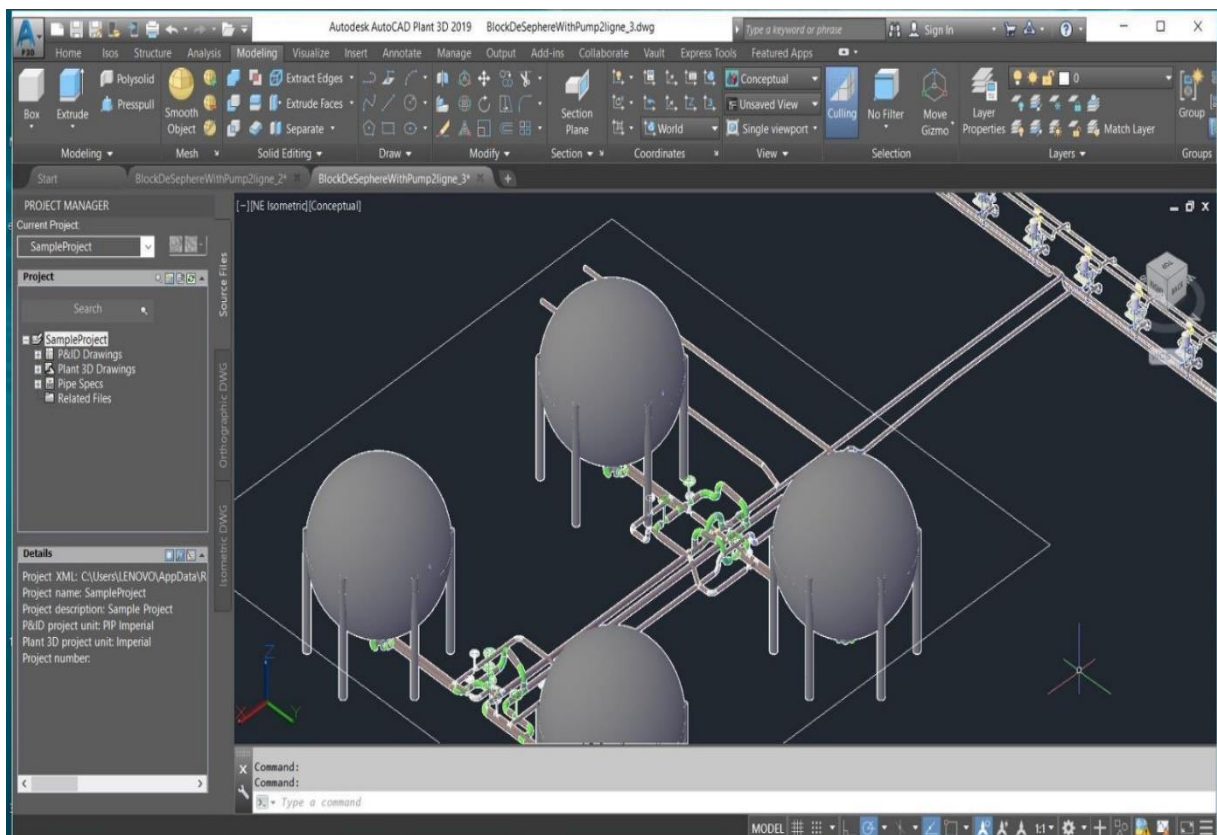 P3D
Autodesk AutoCAD Plant 3D 2019 BlockDeSephereWithPump2ligne_3.dwg
Type a keyword or phrase
Sign In
Home Isos Structure Analysis Modeling Visualize Insert Annotate Manage Output Add-ins Collaborate Vault Express Tools Featured Apps
Box
Extrude
Polysolid
Presspull
Smooth Object
Extract Edges
Extrude Faces
Separate
Section Plane
World
Conceptual
Unsaved View
Single viewport
Culling
No Filter
Move Gizmo
Layer Properties
0
Match Layer
Group
Modeling Mesh Solid Editing Draw Modify Section Coordinates View Selection Layers Groups
Start BlockDeSephereWithPump2ligne_2* BlockDeSephereWithPump2ligne_3*
PROJECT MANAGER
Current Project:
SampleProject
Project
Search
SampleProject
P&ID Drawings
Plant 3D Drawings
Pipe Specs
Related Files
Source Files
Orthographic DWG
Isometric DWG
Details
Project XML: C:\Users\LENOVO\AppData\R
Project name: SampleProject
Project description: Sample Project
P&ID project unit: PIP Imperial
Plant 3D project unit: Imperial
Project number:
[−][NE Isometric][Conceptual]
TOP
Z
X
Y
Command:
Command:
Type a command
MODEL
1:1